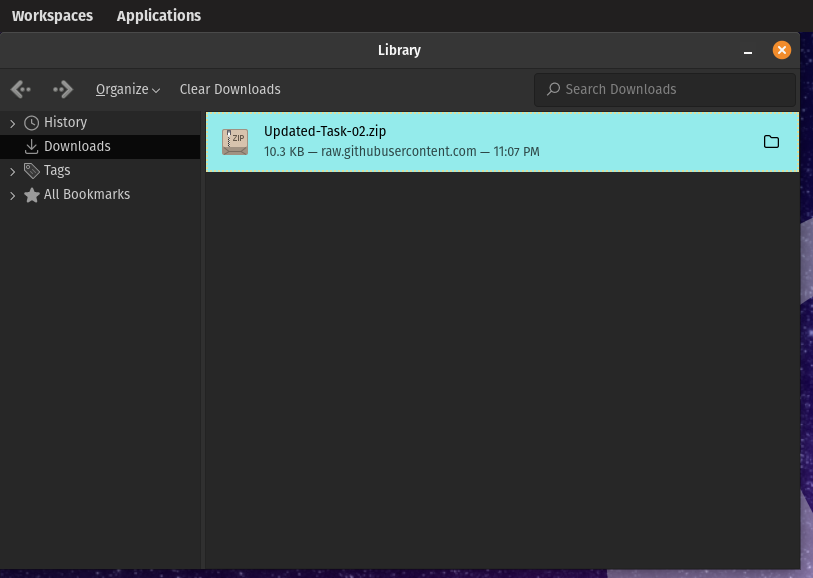 Workspaces Applications
Library
Organize Clear Downloads Search Downloads
History
Downloads
Tags
All Bookmarks
ZIP
Updated-Task-02.zip
10.3 KB — raw.githubusercontent.com — 11:07 PM